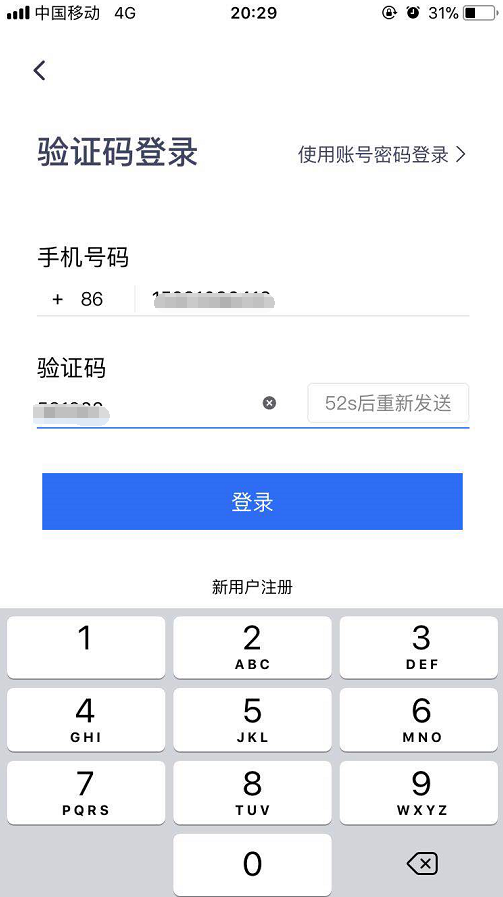 中国移动 4G 20:29 31%
验证码登录
使用账号密码登录
手机号码
+ 86
验证码
52s后重新发送
登录
新用户注册
1
2
3
ABC
DEF
4
5
6
GHI
JKL
MNO
7
8
9
PQRS
TUV
WXYZ
0